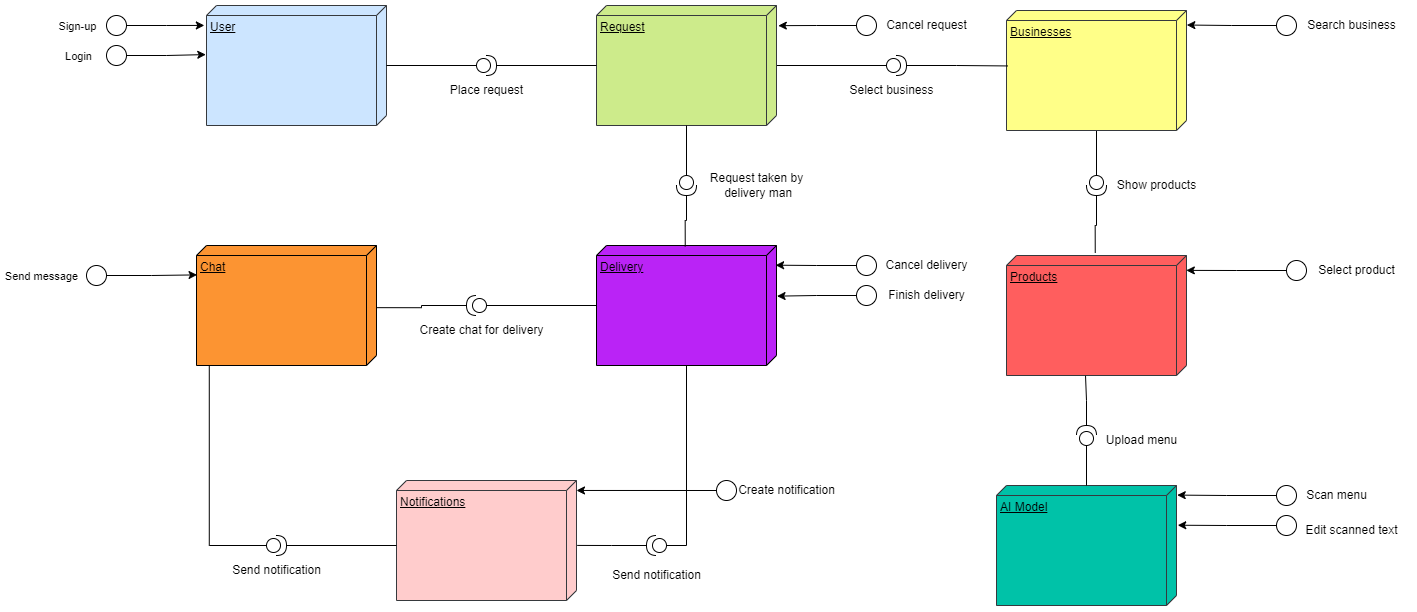 Sign-up
User
Request
Cancel request
Businesses
Search business
Login
Place request
Select business
Request taken by
delivery man
Show products
Send message
Chat
Delivery
Cancel delivery
Finish delivery
Products
Select product
Create chat for delivery
Upload menu
Notifications
Create notification
AI Model
Scan menu
Edit scanned text
Send notification
Send notification